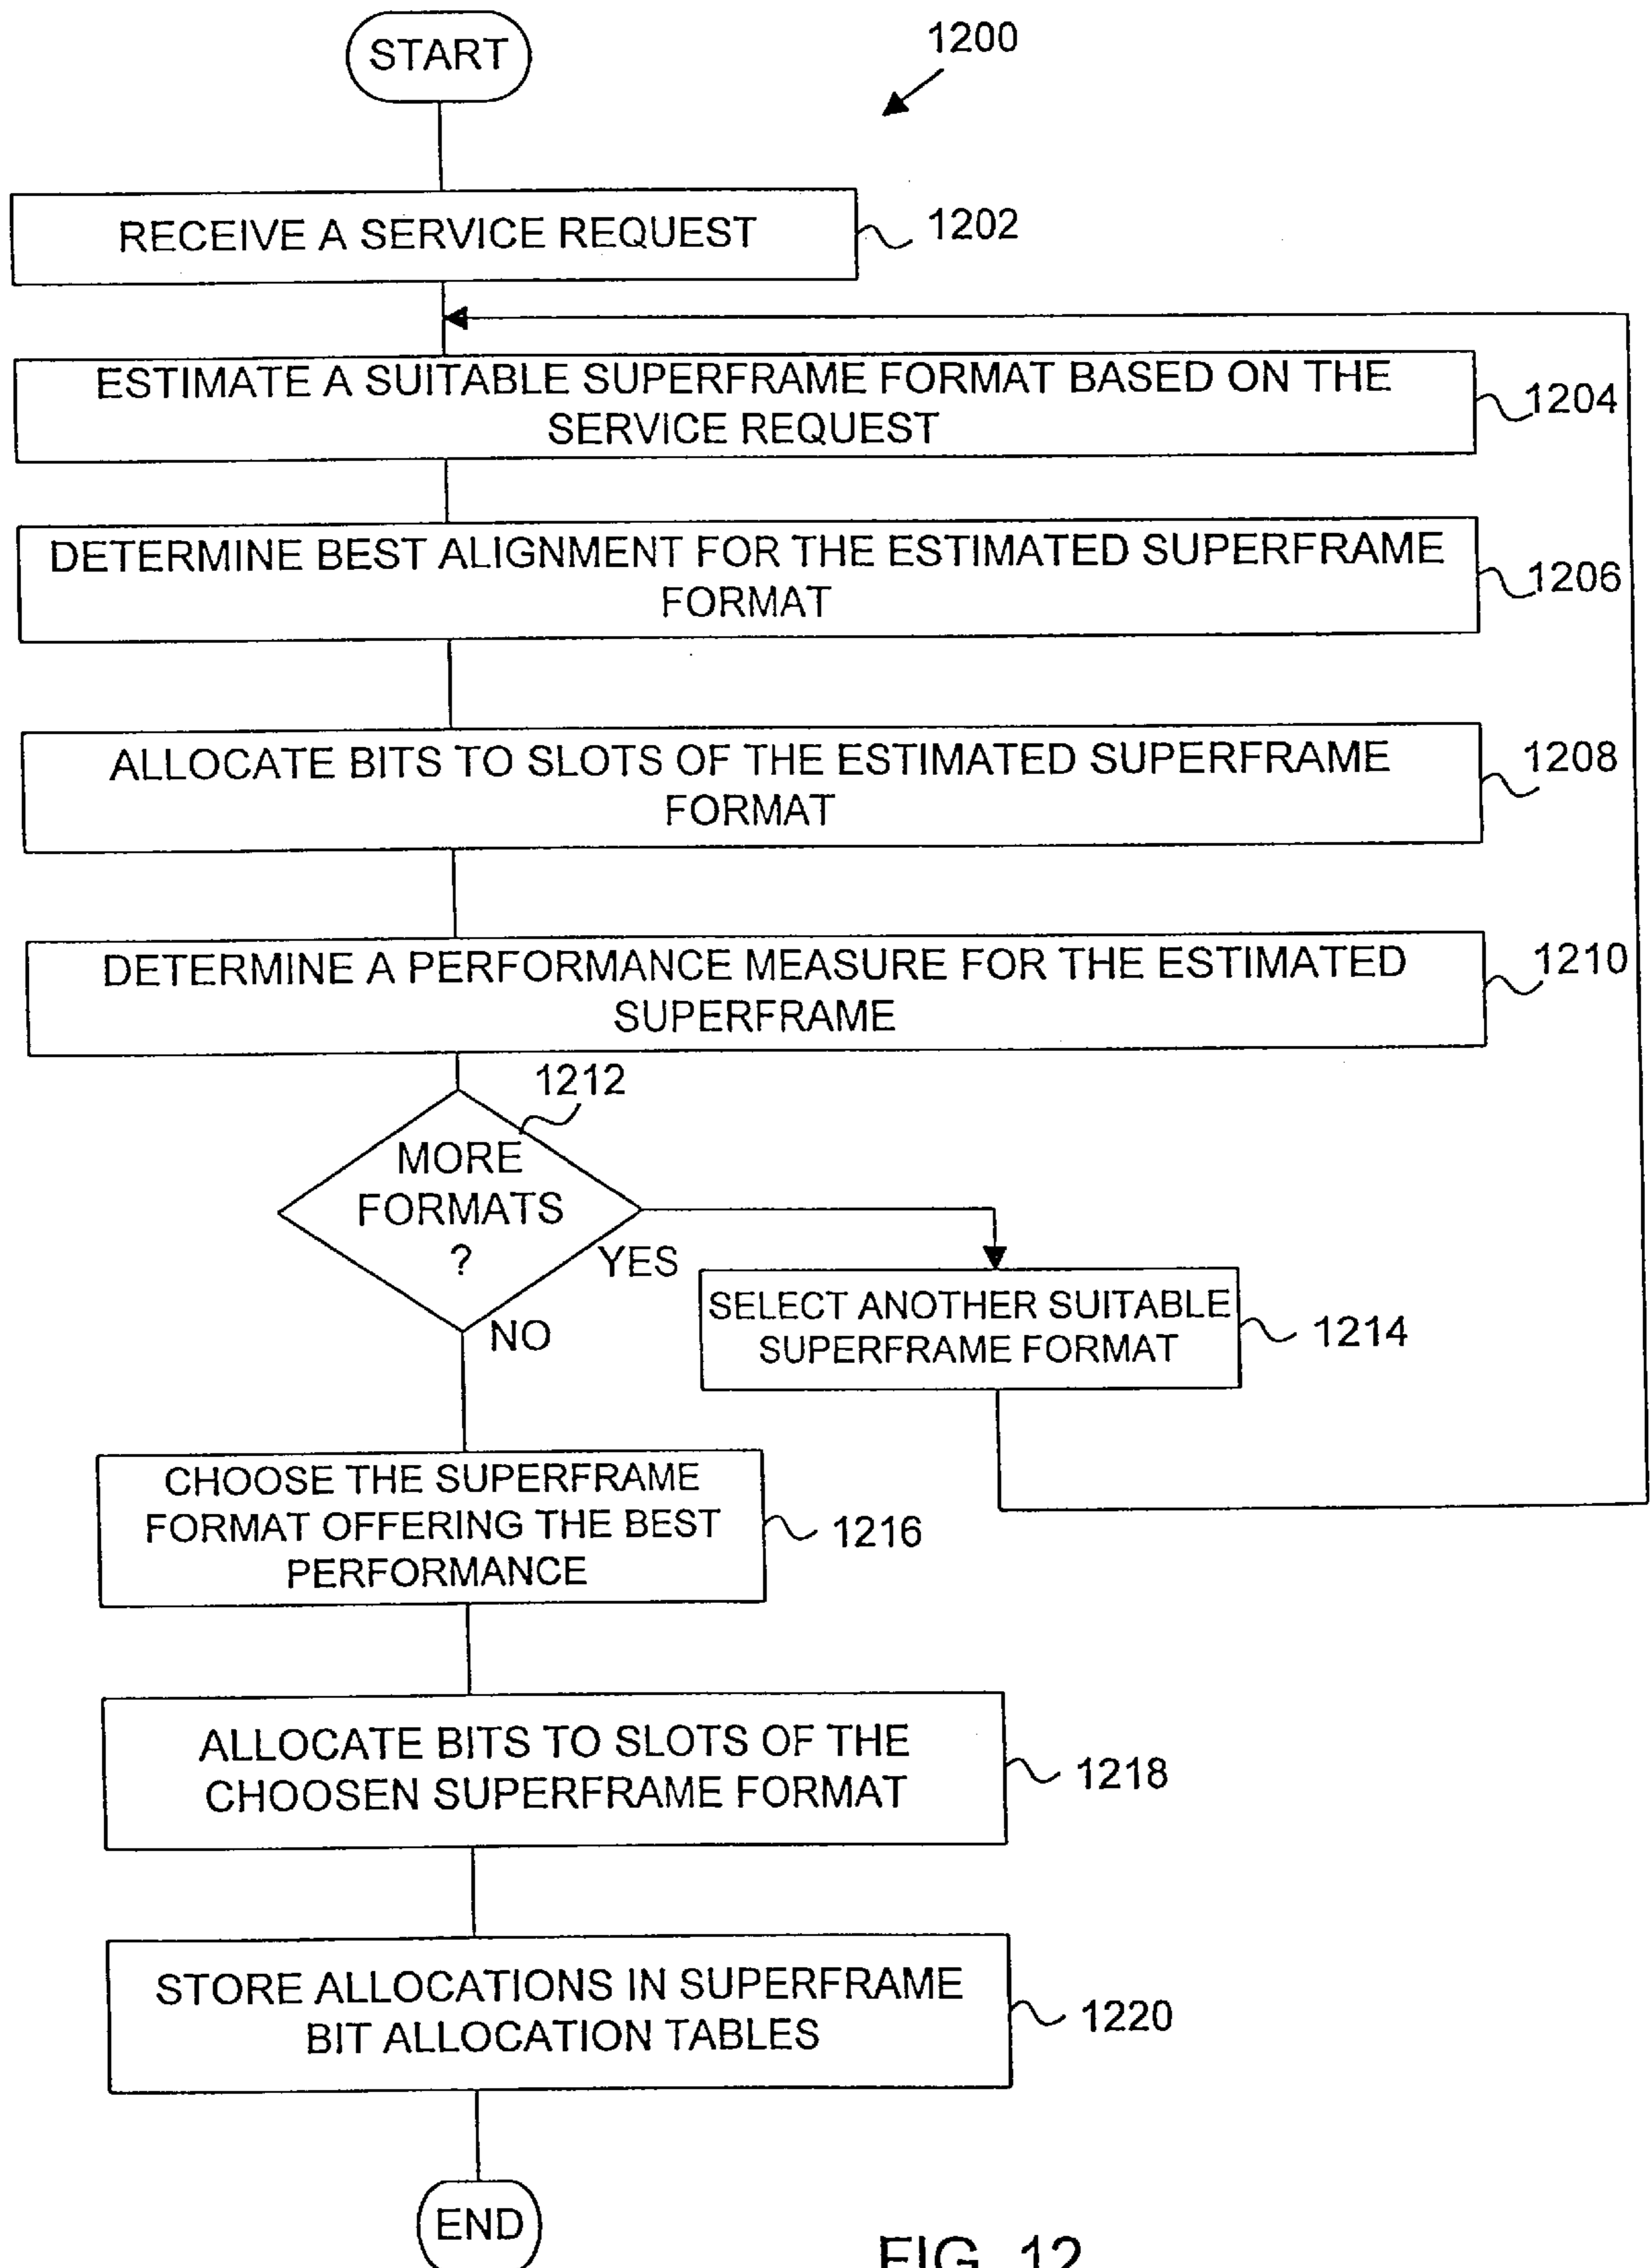 START
1200
RECEIVE A SERVICE REQUEST
1202
ESTIMATE A SUITABLE SUPERFRAME FORMAT BASED ON THE
SERVICE REQUEST
1204
DETERMINE BEST ALIGNMENT FOR THE ESTIMATED SUPERFRAME
FORMAT
1206
ALLOCATE BITS TO SLOTS OF THE ESTIMATED SUPERFRAME
FORMAT
1208
DETERMINE A PERFORMANCE MEASURE FOR THE ESTIMATED
SUPERFRAME
1210
1212
MORE
FORMATS
?
YES
NO
SELECT ANOTHER SUITABLE
SUPERFRAME FORMAT
1214
CHOOSE THE SUPERFRAME
FORMAT OFFERING THE BEST
PERFORMANCE
1216
ALLOCATE BITS TO SLOTS OF THE
CHOOSEN SUPERFRAME FORMAT
1218
STORE ALLOCATIONS IN SUPERFRAME
BIT ALLOCATION TABLES
1220
END
FIG. 12